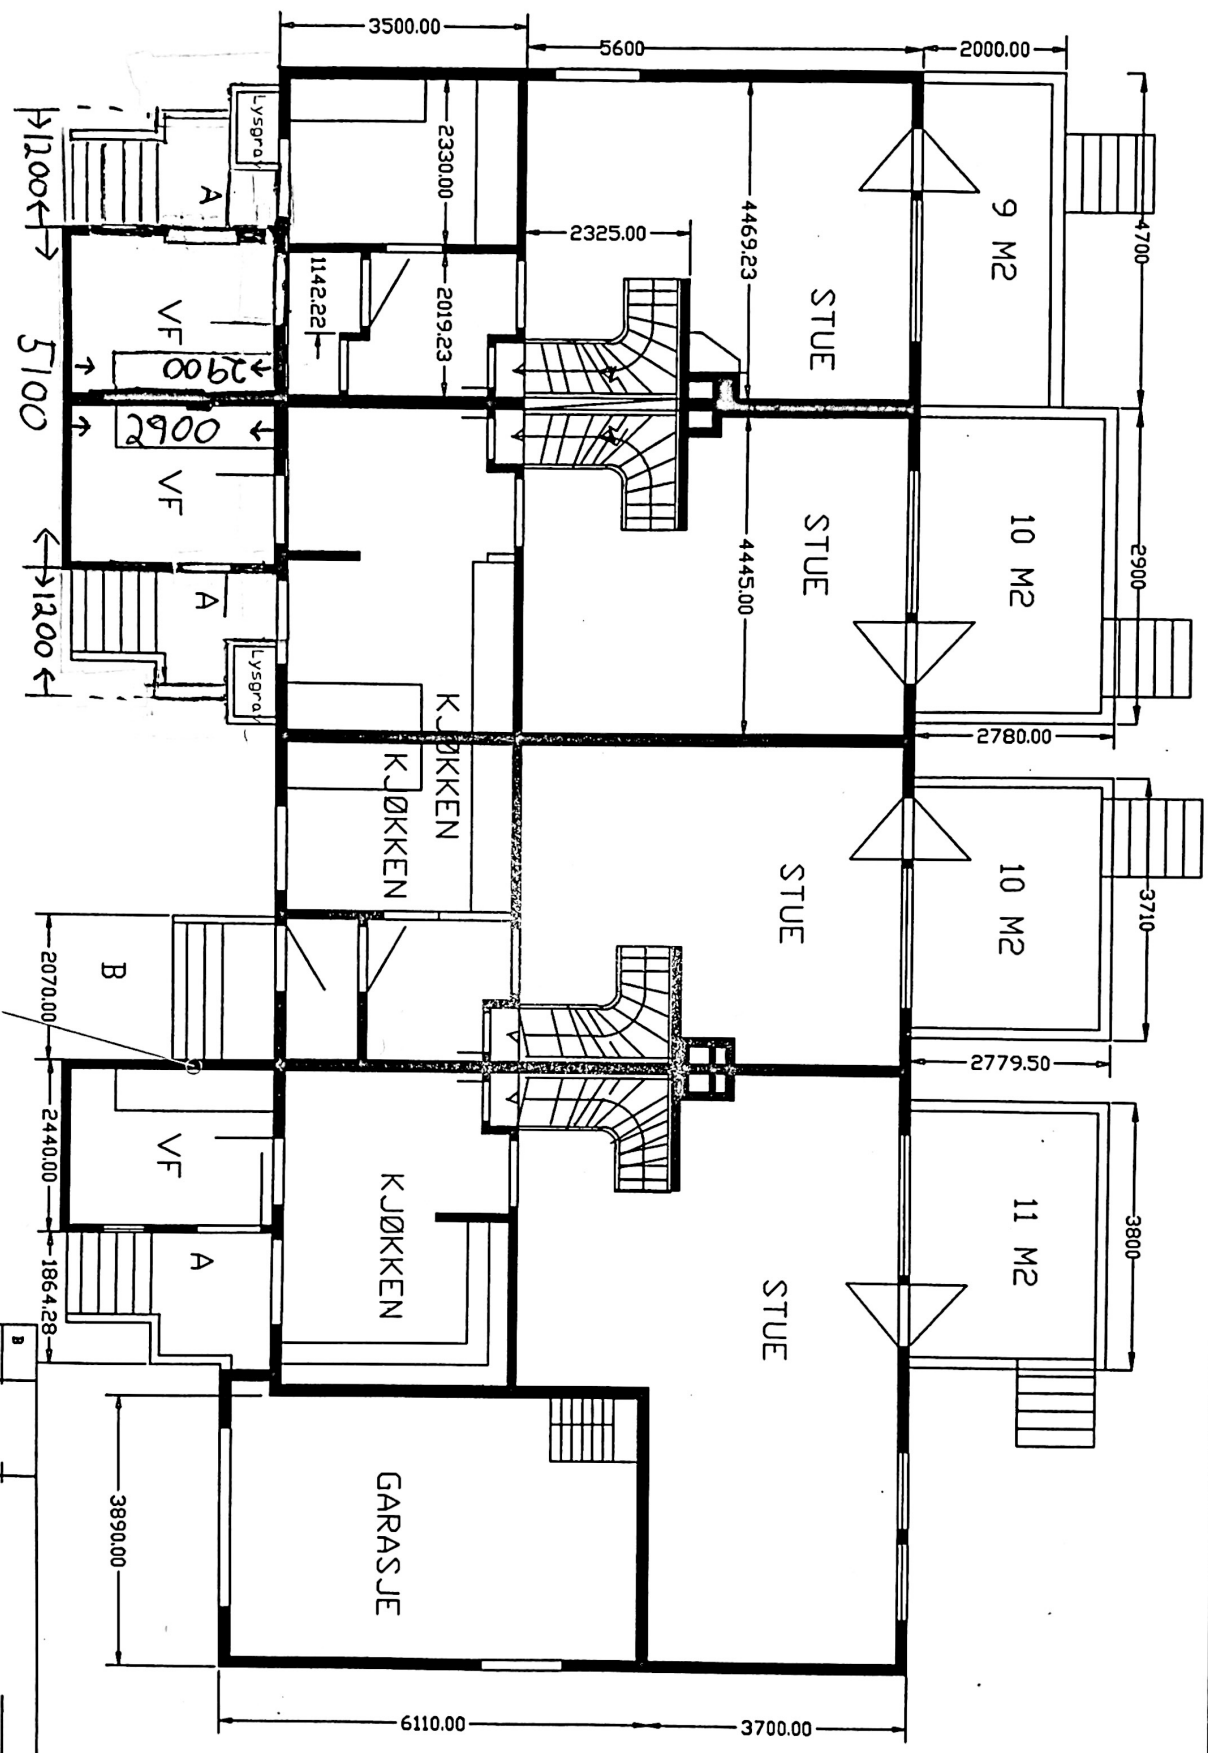 3500.00
5600
2000.00
Lysgrav
1200
A
2330.00
2325.00
4469.23
9 M2
4700
STUE
1142.22
2019.23
VF
2900
5100
2900
VF
STUE
10 M2
2900
4445.00
1200
A
Lysgrav
2780.00
KJØKKEN
KJØKKEN
STUE
10 M2
3710
B
2070.00
2779.50
2440.00
VF
KJØKKEN
STUE
11 M2
3800
A
1864.28
B
3890.00
GARASJE
6110.00
3700.00